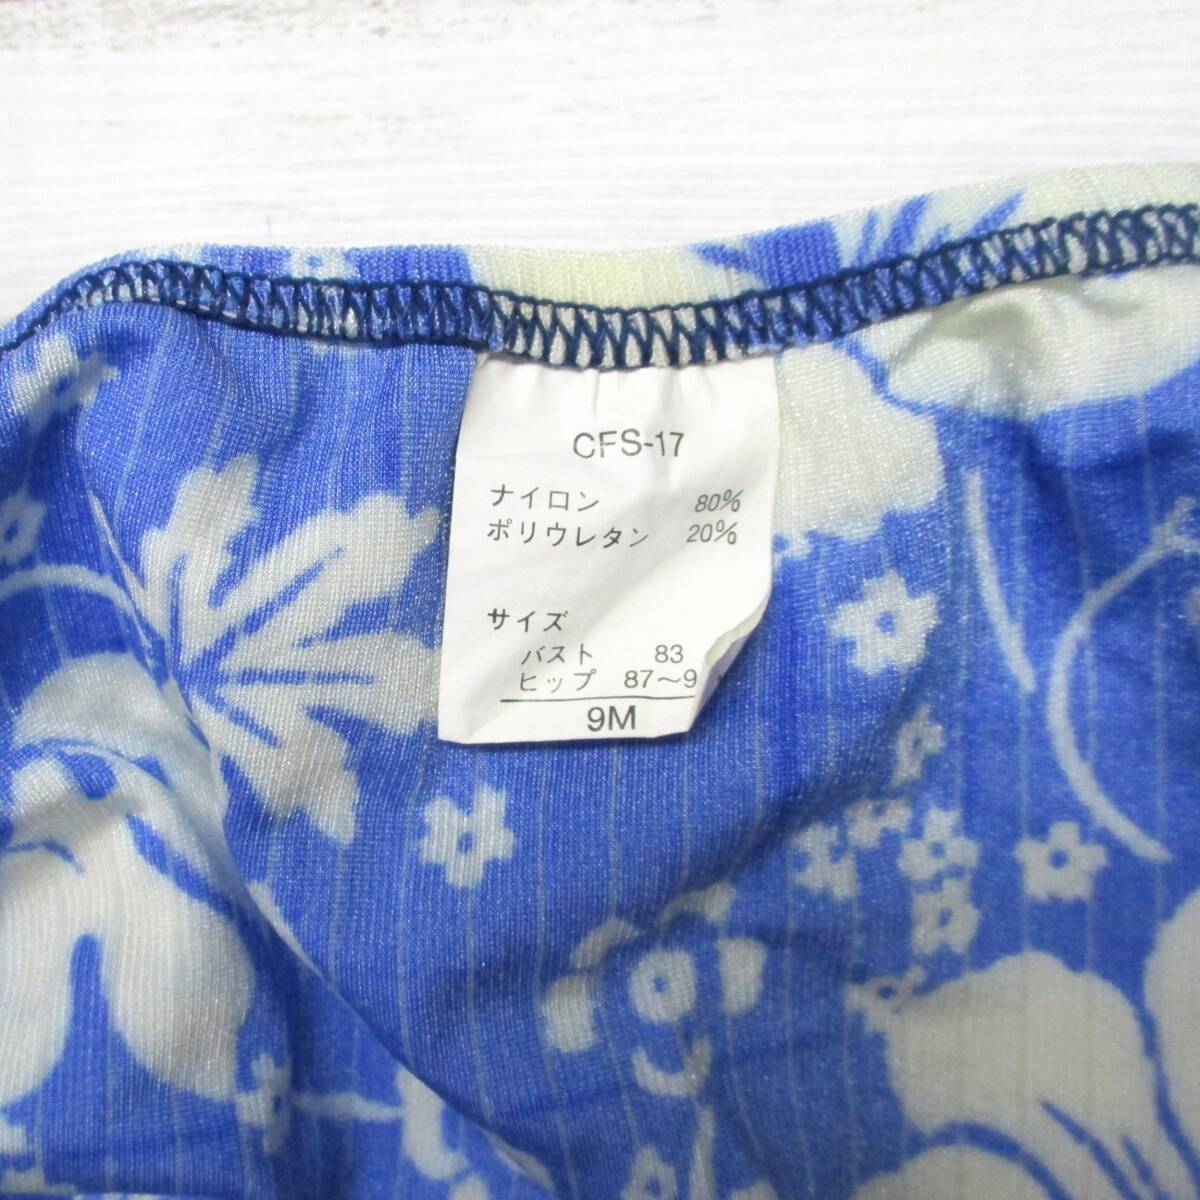 CFS-17
ナイロン 80%
ポリウレタン 20%
サイズ
バスト 83
ヒップ 87〜9
9M